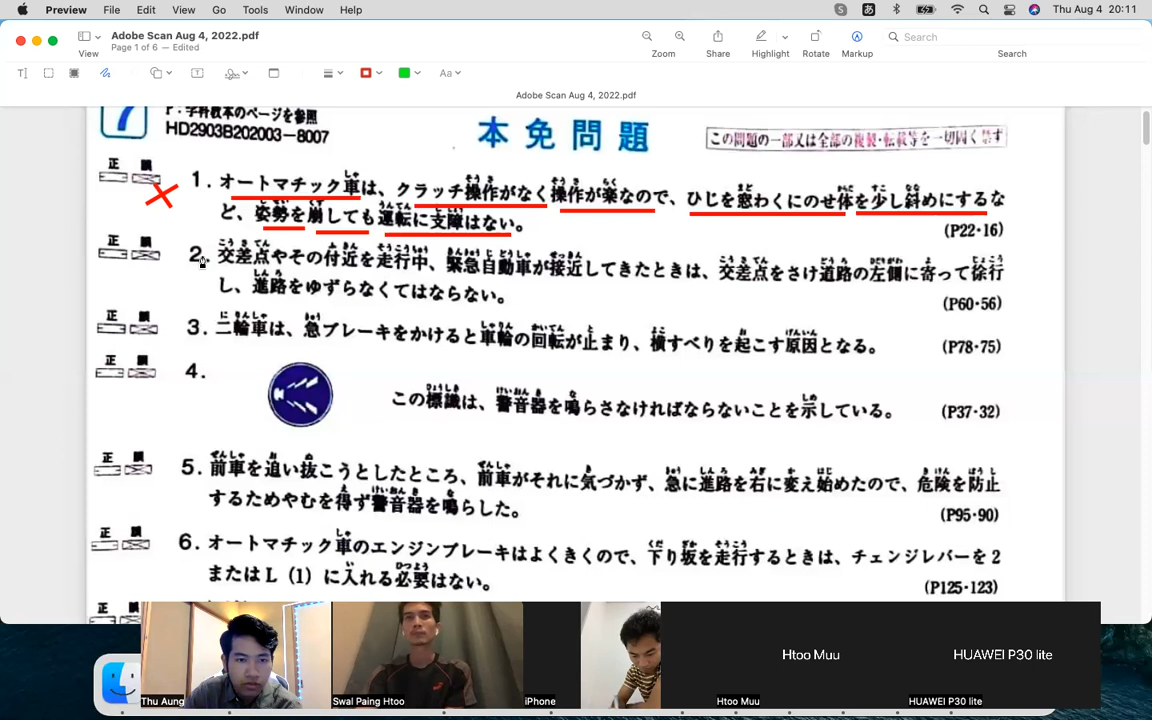 Preview File Edit View Go Tools Window Help Thu Aug 4 20:11
Adobe Scan Aug 4, 2022.pdf
Page 1 of 6 — Edited
View Zoom Share Highlight Rotate Markup Search
Search
Aa
Adobe Scan Aug 4, 2022.pdf
7
P：学科教本のページを参照
HD2903B202003－8007
本免問題
この問題の一部又は全部の複製・転載等を一切固く禁ず
正 誤
1．オートマチック車は、クラッチ操作がなく操作が楽なので、ひじを窓わくにのせ体を少し斜めにするな
ど、姿勢を崩しても運転に支障はない。
(P22･16)
正 誤
2．交差点やその付近を走行中、緊急自動車が接近してきたときは、交差点をさけ道路の左側に寄って徐行
し、進路をゆずらなくてはならない。
(P60･56)
正 誤
3．二輪車は、急ブレーキをかけると車輪の回転が止まり、横すべりを起こす原因となる。
(P78･75)
正 誤
4．
この標識は、警音器を鳴らさなければならないことを示している。
(P37･32)
正 誤
5．前車を追い抜こうとしたところ、前車がそれに気づかず、急に進路を右に変え始めたので、危険を防止
するためやむを得ず警音器を鳴らした。
(P95･90)
正 誤
6．オートマチック車のエンジンブレーキはよくきくので、下り坂を走行するときは、チェンジレバーを2
またはL（1）に入れる必要はない。
(P125･123)
正 誤
Htoo Muu
HUAWEI P30 lite
Thu Aung
Swal Paing Htoo
iPhone
Htoo Muu
HUAWEI P30 lite